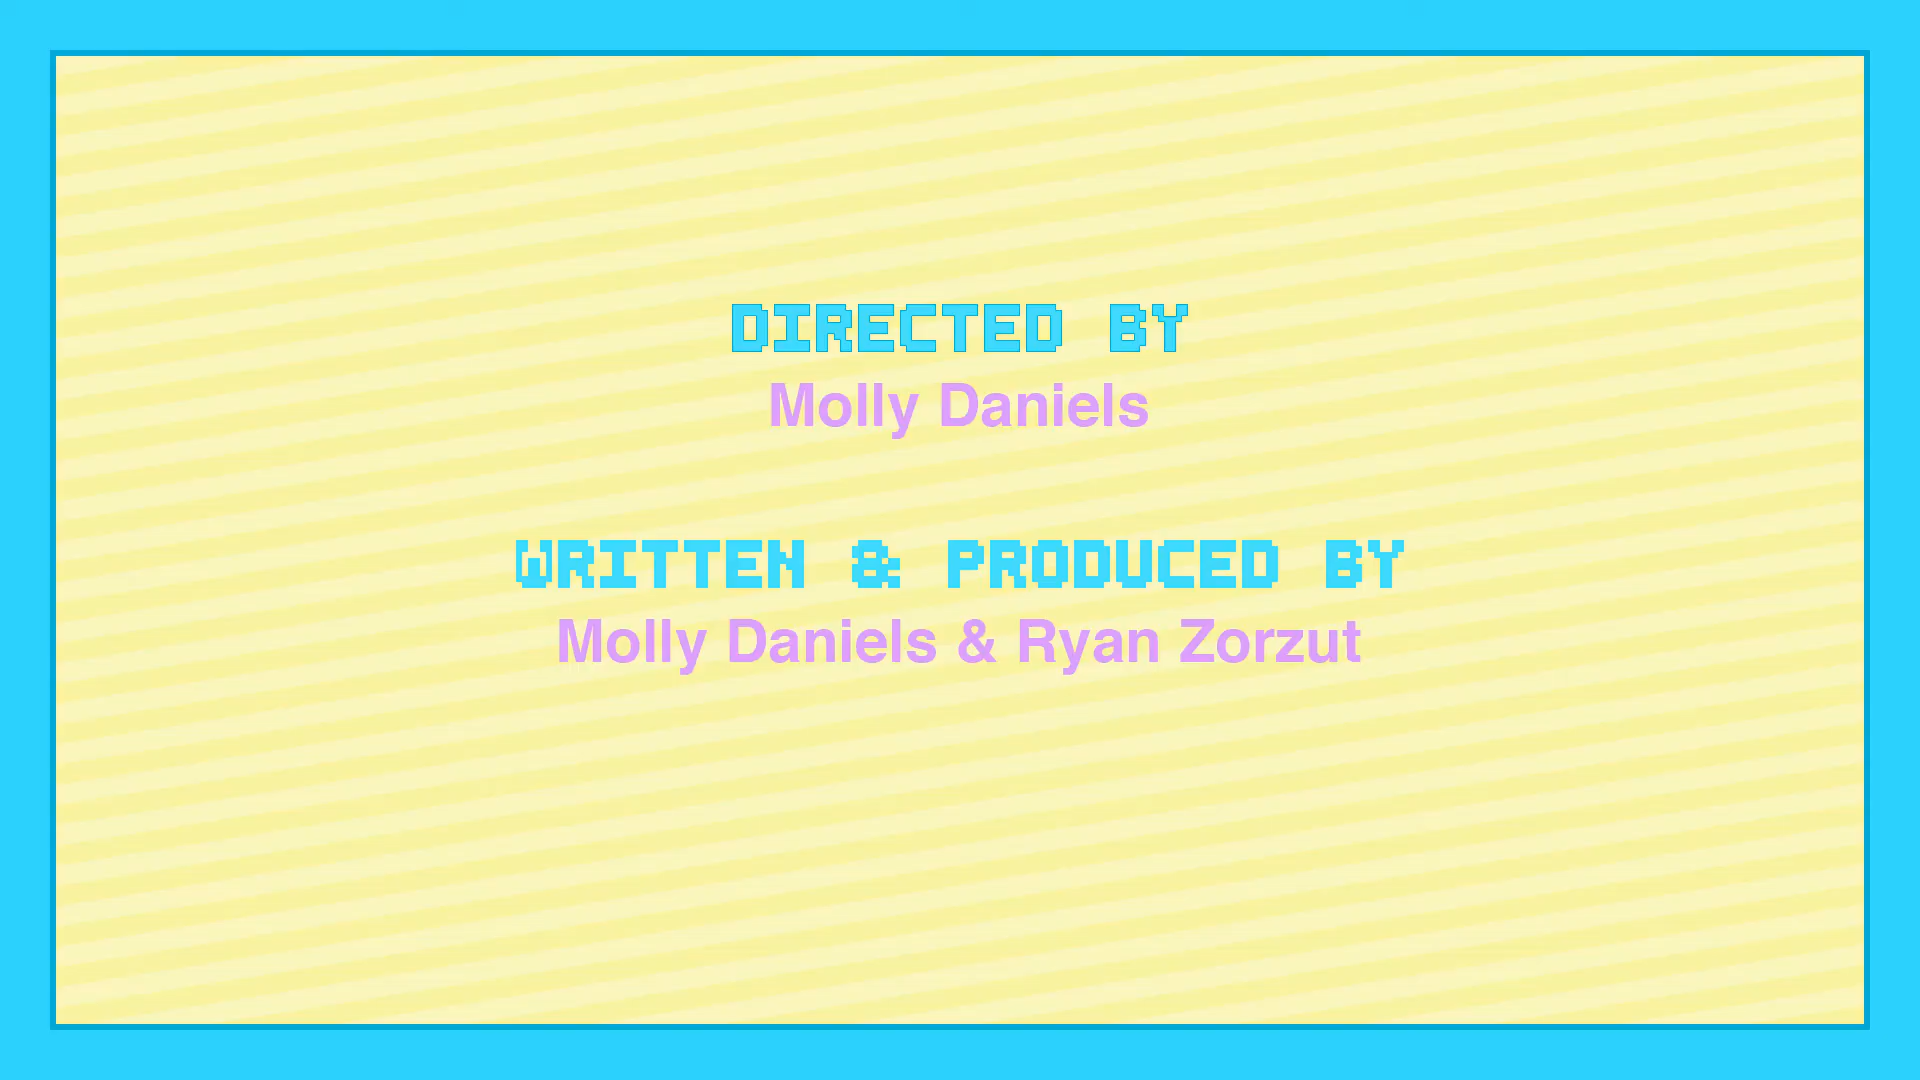 DIRECTED BY
Molly Daniels
WRITTEN & PRODUCED BY
Molly Daniels & Ryan Zorzut